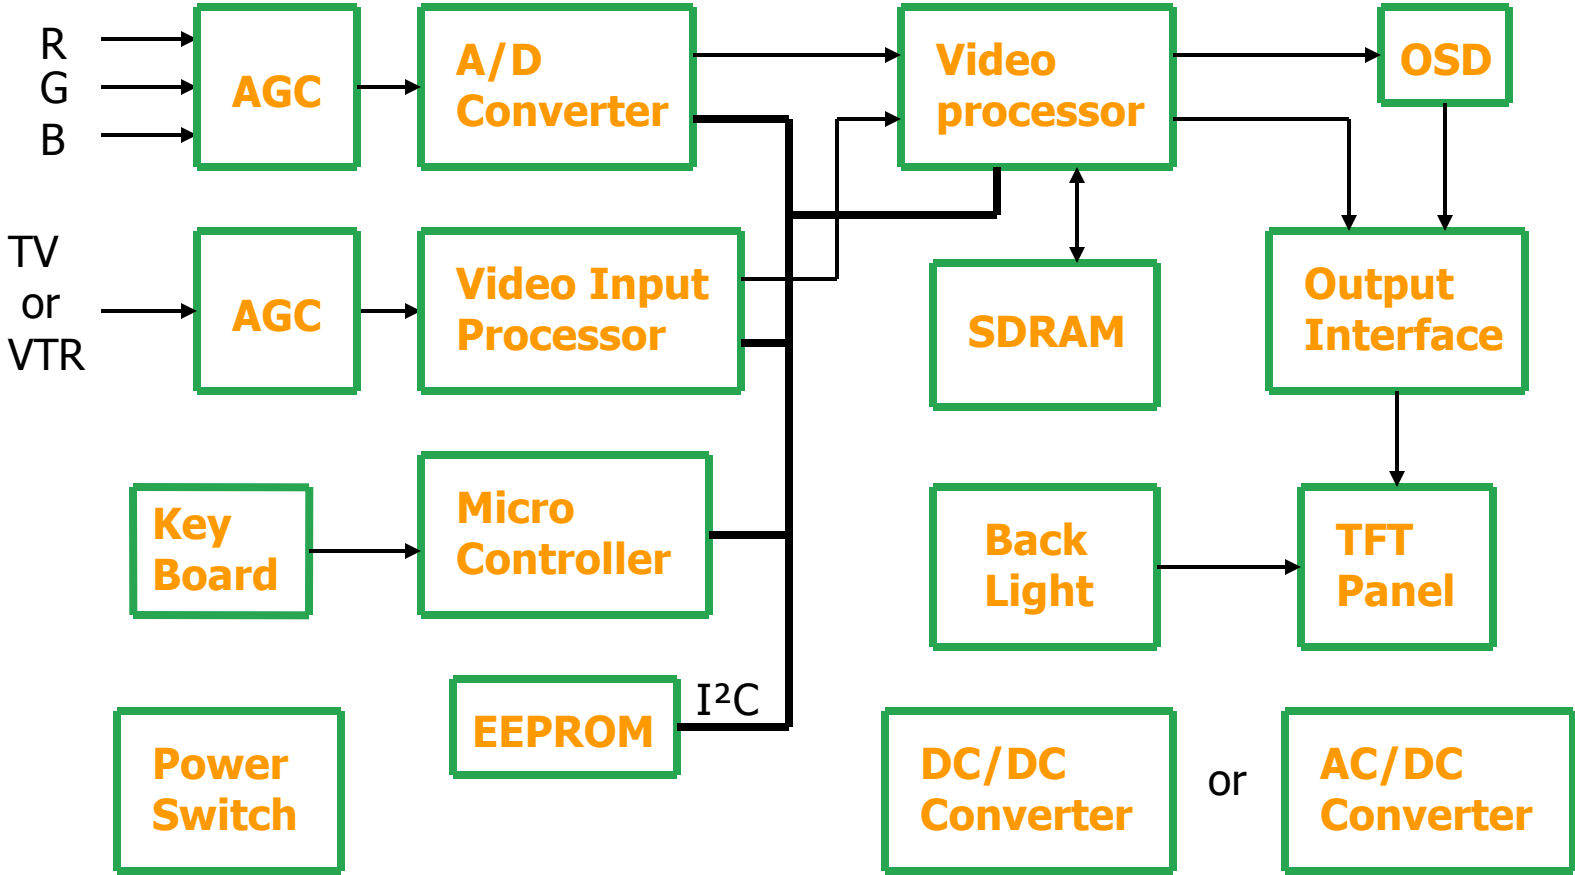 R
G
B
AGC
A/D
Converter
Video
processor
OSD
TV
or
VTR
AGC
Video Input
Processor
SDRAM
Output
Interface
Key
Board
Micro
Controller
Back
Light
TFT
Panel
Power
Switch
EEPROM
I²C
DC/DC
Converter
or
AC/DC
Converter